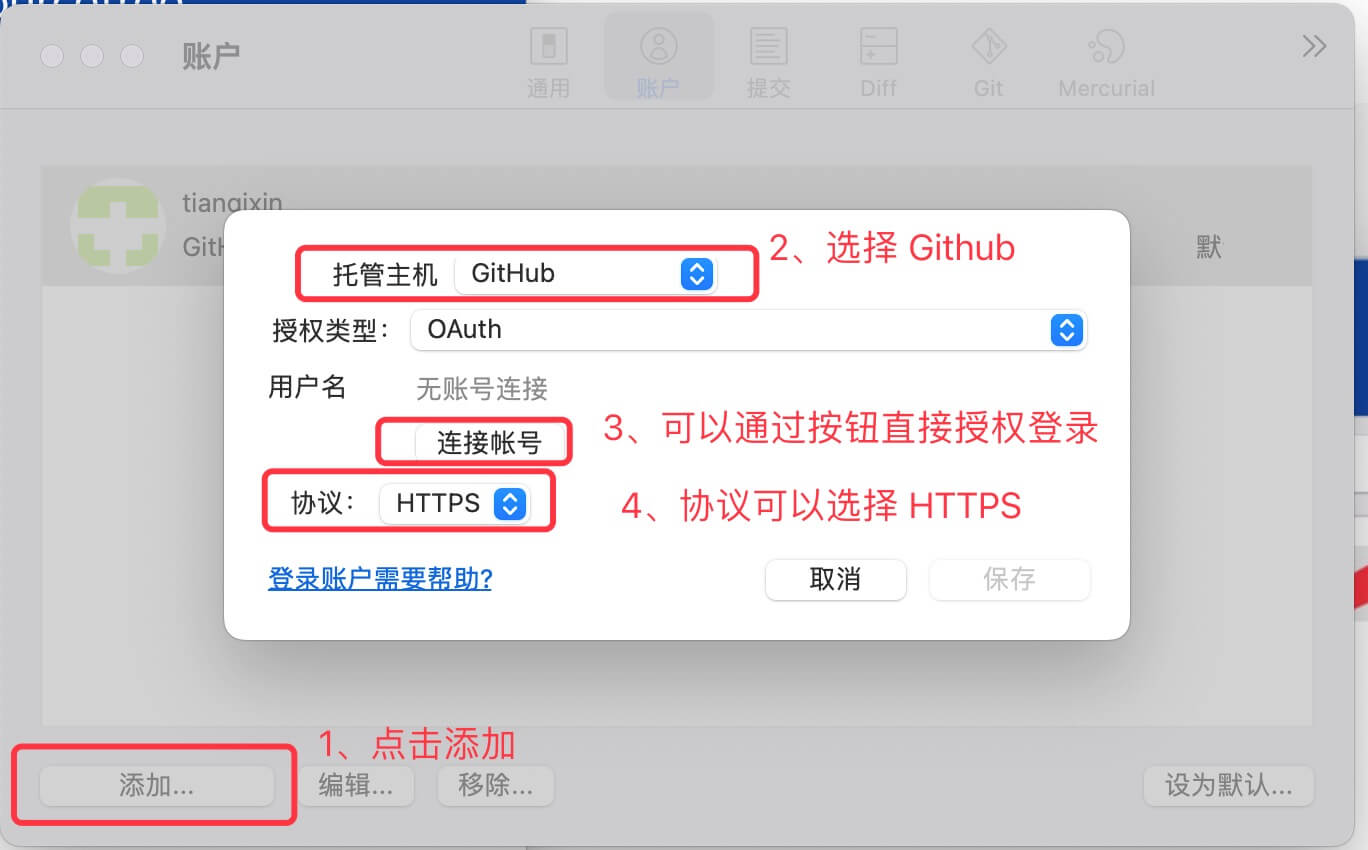 账户
通用
账户
提交
Diff
Git
Mercurial
tianqixin
默
托管主机 GitHub
2、选择 Github
授权类型： OAuth
用户名 无账号连接
连接帐号
3、可以通过按钮直接授权登录
协议： HTTPS
4、协议可以选择 HTTPS
登录账户需要帮助?
取消
保存
1、点击添加
添加...
编辑...
移除...
设为默认...